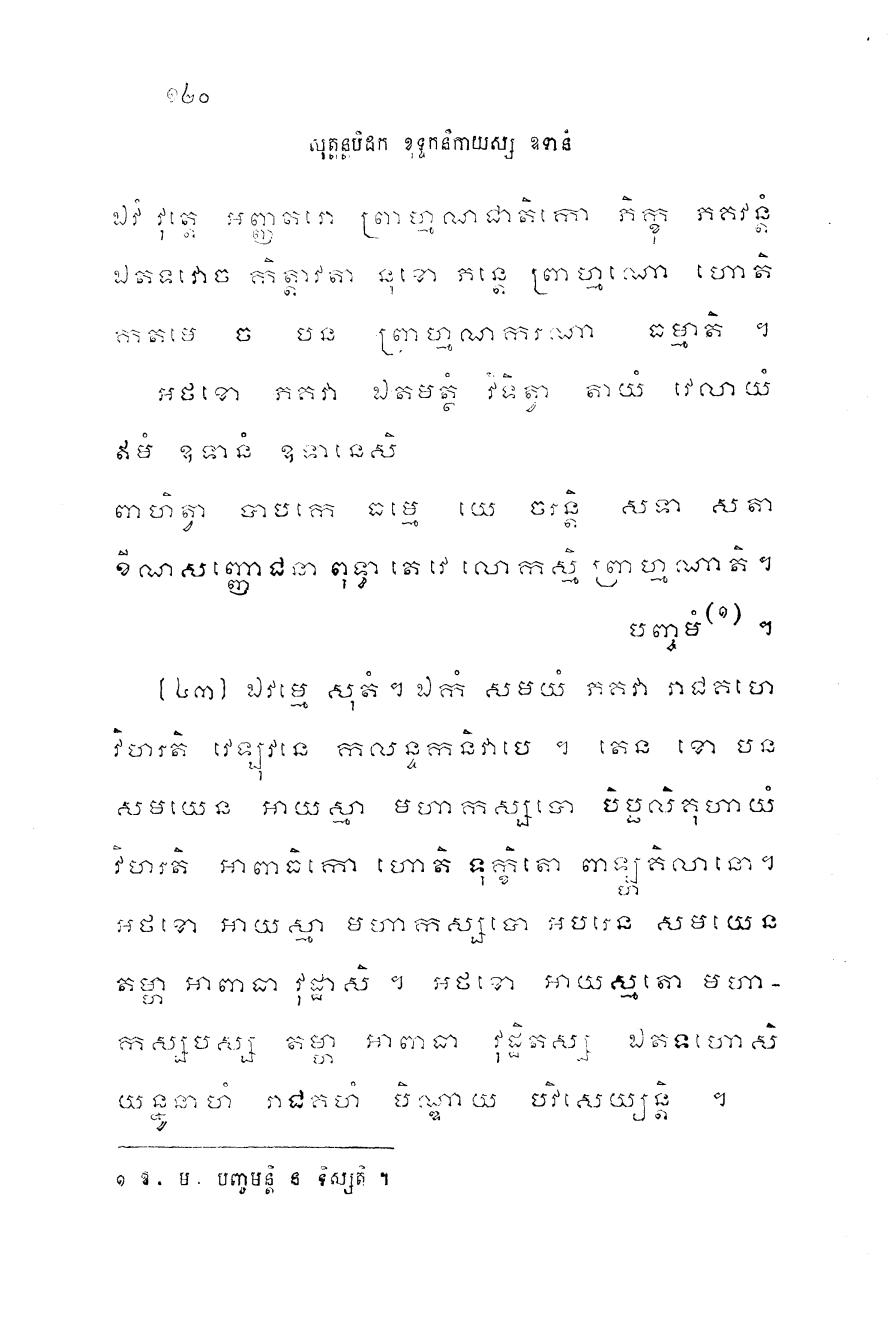 ១៤០
សុត្តន្តបិដក ខុទ្ទកនិកាយស្ស ឧទានំ
ឯវំ វុត្តេ អញ្ញតរោ ព្រាហ្មណជាតិកោ ភិក្ខុ ភគវន្តំ
ឯតទវោច កិត្តាវតា នុខោ ភន្តេ ព្រាហ្មណោ ហោតិ
កតមេ ច បន ព្រាហ្មណការណា ធម្មាតិ ។
អថខោ ភគវា ឯតមត្ថំ វិទិត្វា តាយំ វេលាយំ
ឥមំ ឧទានំ ឧទានេសិ
ពាហិត្វា បាបកេ ធម្មេ យេ ចរន្តិ សទា សតា
ខីណសញ្ញោជនា ពុទ្ធា តេ វេ លោកស្មិ ព្រាហ្មណាតិ ។
បញ្ចមំ(១) ។
(៤៣) ឯវម្មេ សុតំ ។ ឯកំ សមយំ ភគវា រាជគហេ
វិហរតិ វេឡុវនេ កលន្ទកនិវាបេ ។ តេន ខោ បន
សមយេន អាយស្មា មហាកស្សបោ បិប្ផលិគុហាយំ
វិហរតិ អាពាធិកោ ហោតិ ទុក្ខិតោ ពាឡ្ហគិលានោ ។
អថខោ អាយស្មា មហាកស្សបោ អបរេន សមយេន
តម្ហា អាពាធា វុដ្ឋាសិ ។ អថខោ អាយស្មតោ មហា-
កស្សបស្ស តម្ហា អាពាធា វុដ្ឋិតស្ស ឯតទហោសិ
យន្នូនាហំ រាជគហំ បិណ្ឌាយ បវិសេយ្យន្តិ ។
១ ឱ. ម. បញ្ចមន្តិ ន ទិស្សតិ ។